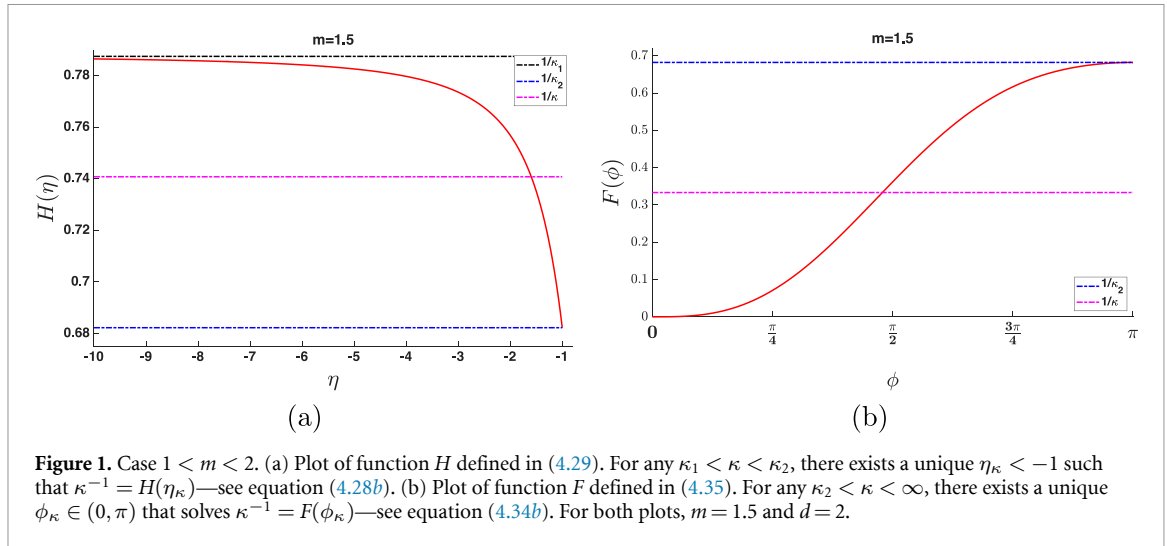 m=1.5
1/κ₁
1/κ₂
1/κ
0.78
0.76
0.74
0.72
0.7
0.68
H(η)
-10 -9 -8 -7 -6 -5 -4 -3 -2 -1
η
(a)
m=1.5
0.7
0.6
0.5
0.4
0.3
0.2
0.1
0
F(ϕ)
1/κ₂
1/κ
0 π/4 π/2 3π/4 π
ϕ
(b)
Figure 1. Case 1 < m < 2. (a) Plot of function H defined in (4.29). For any κ₁ < κ < κ₂, there exists a unique ηκ < −1 such
that κ⁻¹ = H(ηκ)—see equation (4.28b). (b) Plot of function F defined in (4.35). For any κ₂ < κ < ∞, there exists a unique
ϕκ ∈ (0, π) that solves κ⁻¹ = F(ϕκ)—see equation (4.34b). For both plots, m = 1.5 and d = 2.